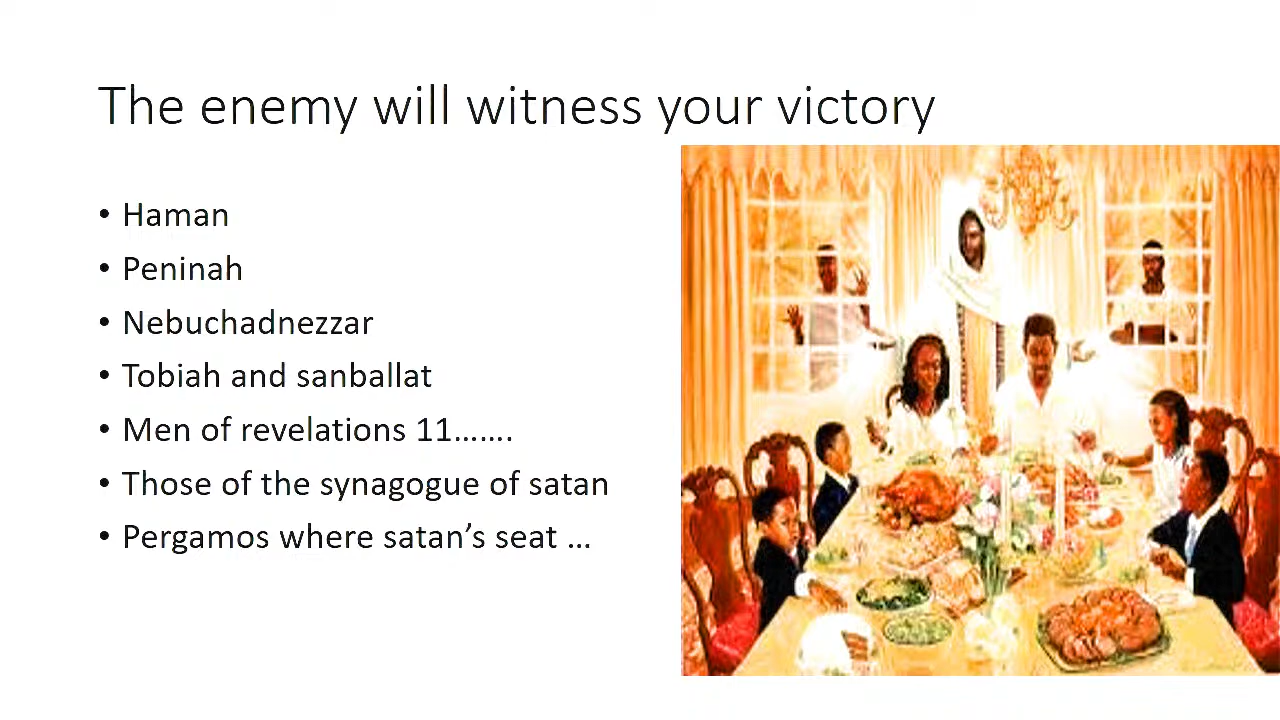 The enemy will witness your victory
• Haman
• Peninah
• Nebuchadnezzar
• Tobiah and sanballat
• Men of revelations 11…….
• Those of the synagogue of satan
• Pergamos where satan’s seat …